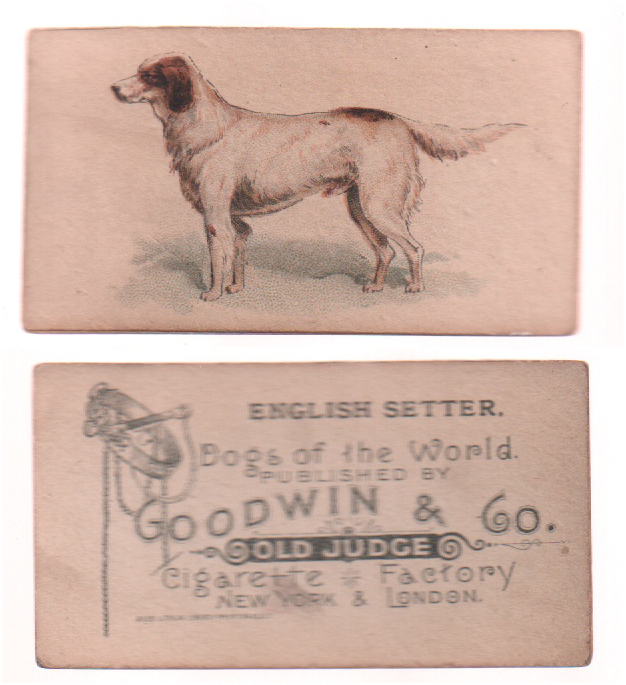 ENGLISH SETTER.
Dogs of the World.
PUBLISHED BY
GOODWIN & Co.
OLD JUDGE
Cigarette Factory
NEW YORK & LONDON.